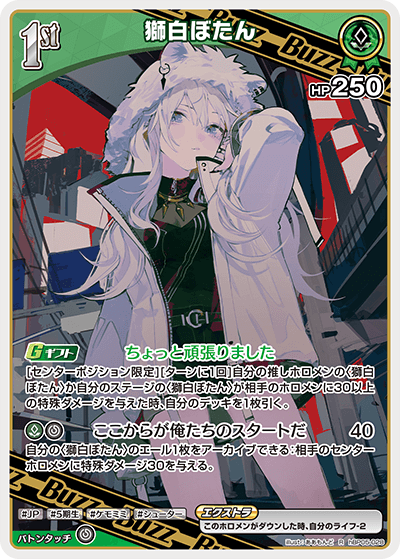 1st
獅白ぼたん
Buzz Buzz
HP250
Gギフト ちょっと頑張りました
[センターポジション限定][ターンに1回]自分の推しホロメンの〈獅白
ぼたん〉か自分のステージの〈獅白ぼたん〉が相手のホロメンに30以上
の特殊ダメージを与えた時、自分のデッキを1枚引く。
ここからが俺たちのスタートだ 40
自分の〈獅白ぼたん〉のエール1枚をアーカイブできる：相手のセンター
ホロメンに特殊ダメージ30を与える。
Buzz Buzz
#JP #5期生 #ケモミミ #シューター
エクストラ
このホロメンがダウンした時、自分のライフ-2
バトンタッチ
illust：あおもんど R hBP05-028